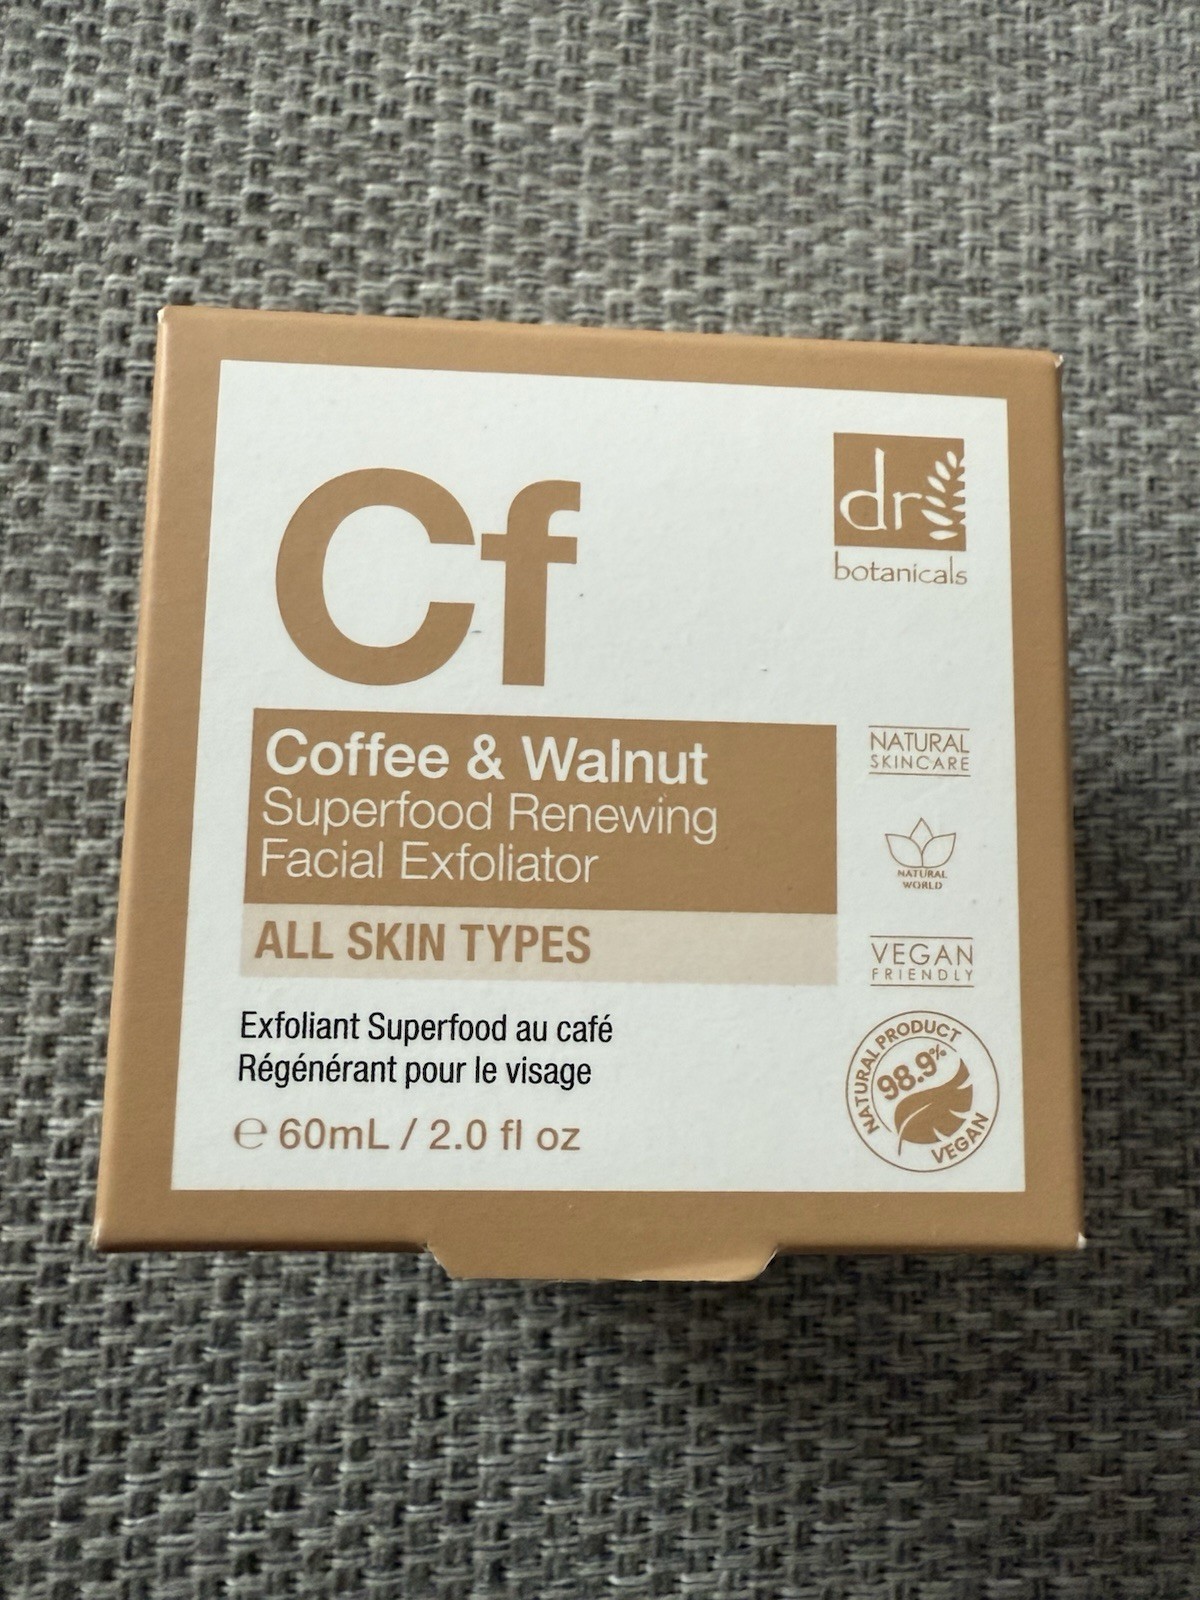 Cf
dr
botanicals
Coffee & Walnut
Superfood Renewing
Facial Exfoliator
ALL SKIN TYPES
Exfoliant Superfood au café
Régénérant pour le visage
℮ 60mL / 2.0 fl oz
NATURAL
SKINCARE
NATURAL
WORLD
VEGAN
FRIENDLY
NATURAL PRODUCT
98.9%
VEGAN